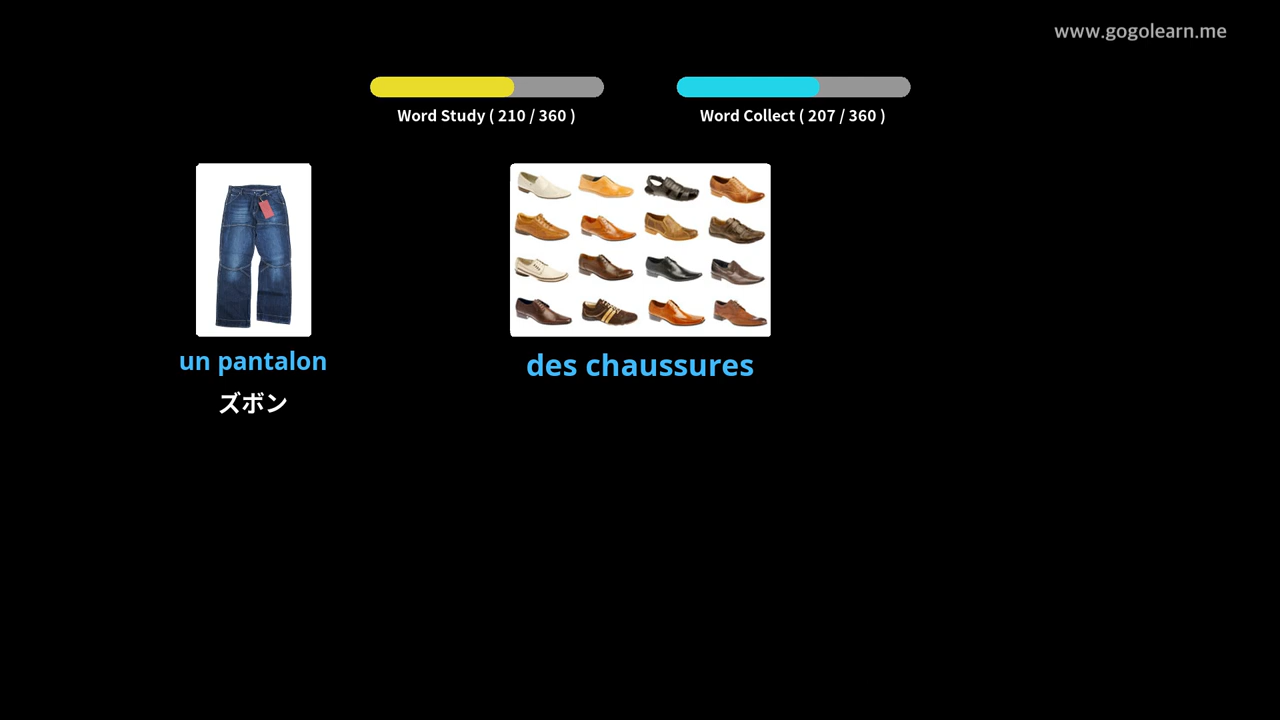 www.gogolearn.me
Word Study ( 210 / 360 )
Word Collect ( 207 / 360 )
un pantalon
ズボン
des chaussures